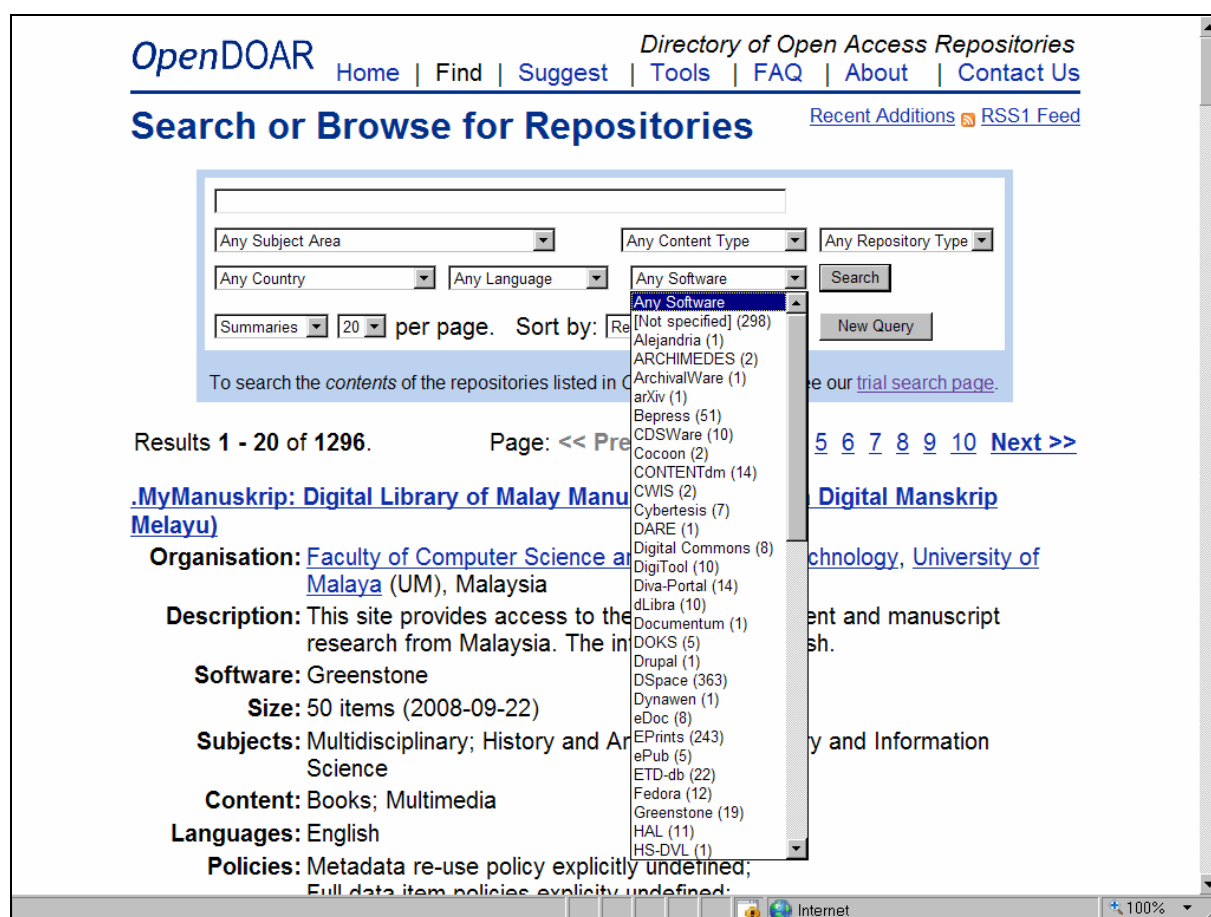 OpenDOAR Directory of Open Access Repositories
Home | Find | Suggest | Tools | FAQ | About | Contact Us
Search or Browse for Repositories Recent Additions RSS1 Feed
Any Subject Area Any Content Type Any Repository Type
Any Country Any Language Any Software Search
Summaries 20 per page. Sort by: Re New Query
To search the contents of the repositories listed in e our trial search page.
Any Software
[Not specified] (298)
Alejandria (1)
ARCHIMEDES (2)
ArchivalWare (1)
arXiv (1)
Bepress (51)
CDSWare (10)
Cocoon (2)
CONTENTdm (14)
CWIS (2)
Cybertesis (7)
DARE (1)
Digital Commons (8)
DigiTool (10)
Diva-Portal (14)
dLibra (10)
Documentum (1)
DOKS (5)
Drupal (1)
DSpace (363)
Dynawen (1)
eDoc (8)
EPrints (243)
ePub (5)
ETD-db (22)
Fedora (12)
Greenstone (19)
HAL (11)
HS-DVL (1)
Results 1 - 20 of 1296. Page: << Pre 5 6 7 8 9 10 Next >>
.MyManuskrip: Digital Library of Malay Manu Digital Manskrip
Melayu)
Organisation: Faculty of Computer Science a chnology, University of
Malaya (UM), Malaysia
Description: This site provides access to the ent and manuscript
research from Malaysia. The in sh.
Software: Greenstone
Size: 50 items (2008-09-22)
Subjects: Multidisciplinary; History and Ar y and Information
Science
Content: Books; Multimedia
Languages: English
Policies: Metadata re-use policy explicitly undefined;
Full data item policies explicity undefined;
Internet 100%